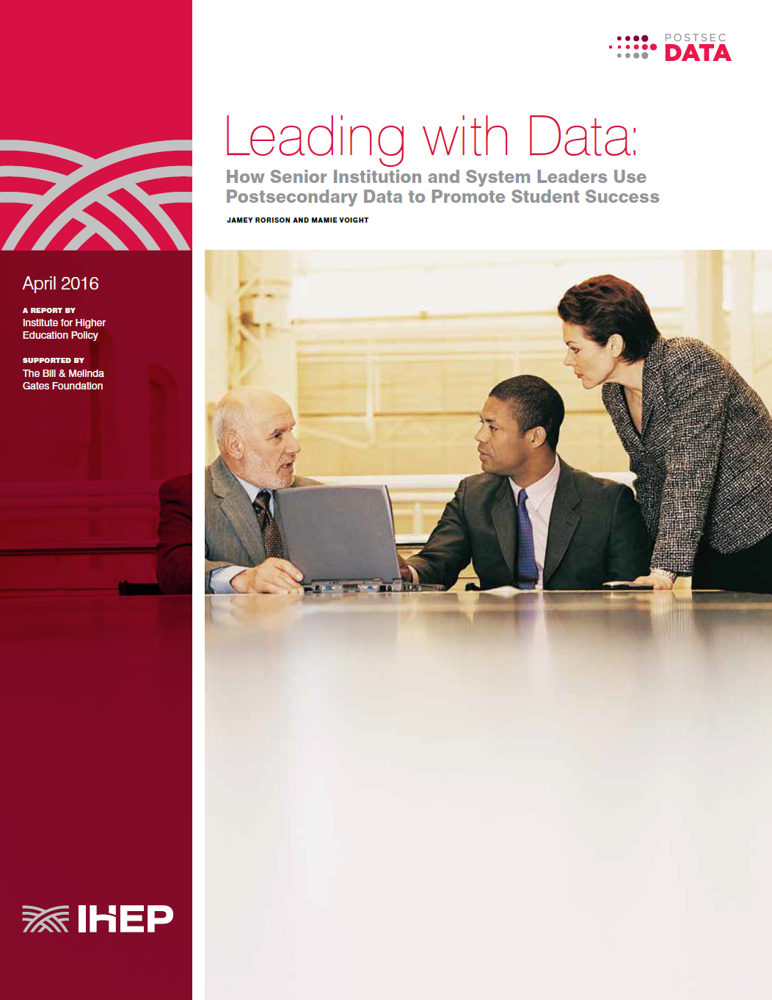 POSTSEC
DATA
Leading with Data:
How Senior Institution and System Leaders Use
Postsecondary Data to Promote Student Success
JAMEY RORISON AND MAMIE VOIGHT
April 2016
A REPORT BY
Institute for Higher
Education Policy
SUPPORTED BY
The Bill & Melinda
Gates Foundation
IHEP